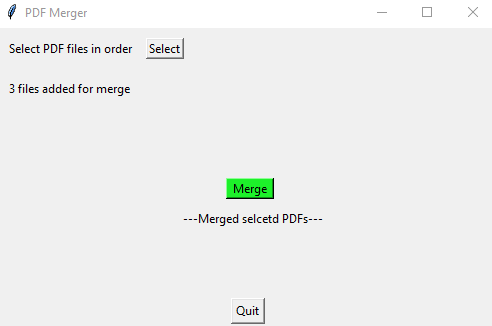 PDF Merger
Select PDF files in order Select
3 files added for merge
Merge
---Merged selcetd PDFs---
Quit